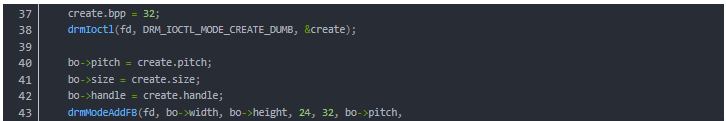 37 create.bpp = 32;
38 drmIoctl(fd, DRM_IOCTL_MODE_CREATE_DUMB, &create);
39
40 bo->pitch = create.pitch;
41 bo->size = create.size;
42 bo->handle = create.handle;
43 drmModeAddFB(fd, bo->width, bo->height, 24, 32, bo->pitch,